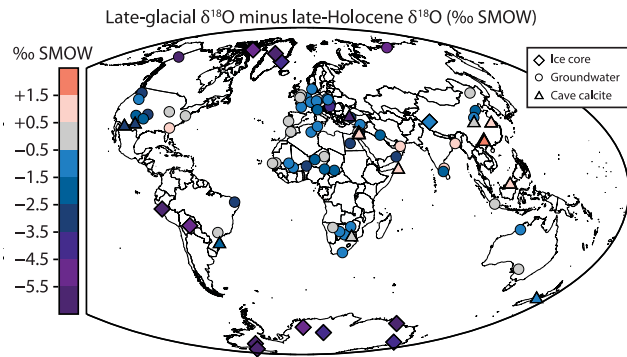 Late-glacial δ¹⁸O minus late-Holocene δ¹⁸O (‰ SMOW)
‰ SMOW
+1.5
+0.5
−0.5
−1.5
−2.5
−3.5
−4.5
−5.5
Ice core
Groundwater
Cave calcite